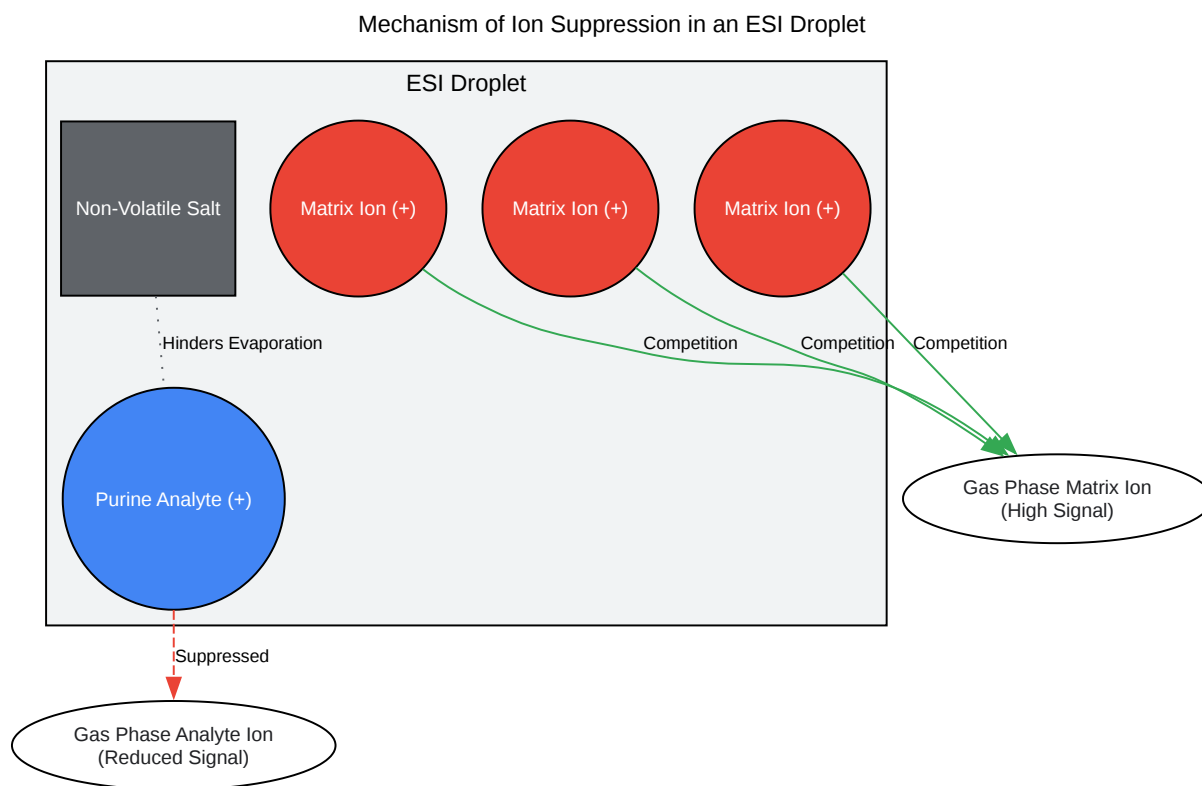 Mechanism of Ion Suppression in an ESI Droplet
ESI Droplet
Non-Volatile Salt
Matrix Ion (+)
Matrix Ion (+)
Matrix Ion (+)
Hinders Evaporation
Competition
Competition
Competition
Purine Analyte (+)
Gas Phase Matrix Ion
(High Signal)
Suppressed
Gas Phase Analyte Ion
(Reduced Signal)